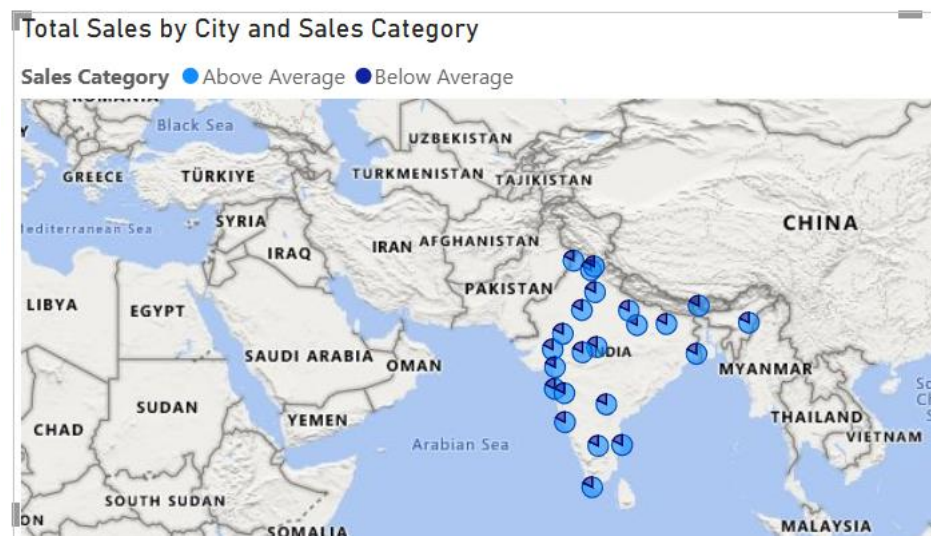 Total Sales by City and Sales Category
Sales Category Above Average Below Average
ROMANIA
Black Sea
UZBEKISTAN
GREECE
TÜRKIYE
TURKMENISTAN
TAJIKISTAN
SYRIA
CHINA
Mediterranean Sea
IRAQ
IRAN
AFGHANISTAN
PAKISTAN
LIBYA
EGYPT
SAUDI ARABIA
OMAN
INDIA
MYANMAR
SUDAN
YEMEN
THAILAND
CHAD
Arabian Sea
VIETNAM
SOUTH SUDAN
SOMALIA
MALAYSIA